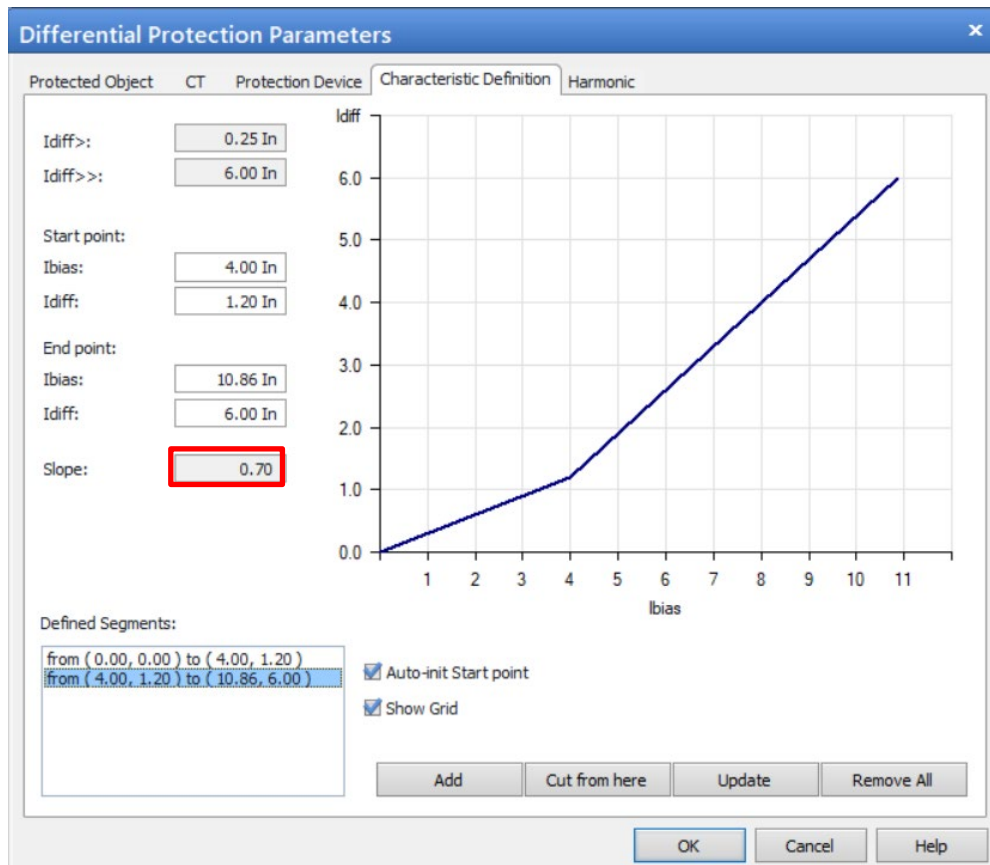 Differential Protection Parameters
x
Protected Object CT Protection Device Characteristic Definition Harmonic
Idiff>: 0.25 In
Idiff>>: 6.00 In
Start point:
Ibias: 4.00 In
Idiff: 1.20 In
End point:
Ibias: 10.86 In
Idiff: 6.00 In
Slope: 0.70
Idiff
6.0
5.0
4.0
3.0
2.0
1.0
0.0
1 2 3 4 5 6 7 8 9 10 11
Ibias
Defined Segments:
from ( 0.00, 0.00 ) to ( 4.00, 1.20 )
from ( 4.00, 1.20 ) to ( 10.86, 6.00 )
Auto-init Start point
Show Grid
Add Cut from here Update Remove All
OK Cancel Help